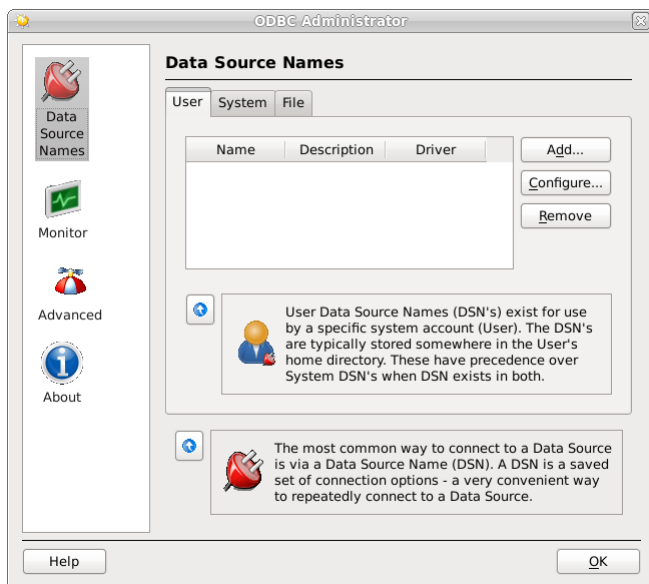 ODBC Administrator
Data
Source
Names
Monitor
Advanced
About
Data Source Names
User System File
Name Description Driver
Add...
Configure...
Remove
User Data Source Names (DSN's) exist for use
by a specific system account (User). The DSN's
are typically stored somewhere in the User's
home directory. These have precedence over
System DSN's when DSN exists in both.
The most common way to connect to a Data Source
is via a Data Source Name (DSN). A DSN is a saved
set of connection options - a very convenient way
to repeatedly connect to a Data Source.
Help
OK